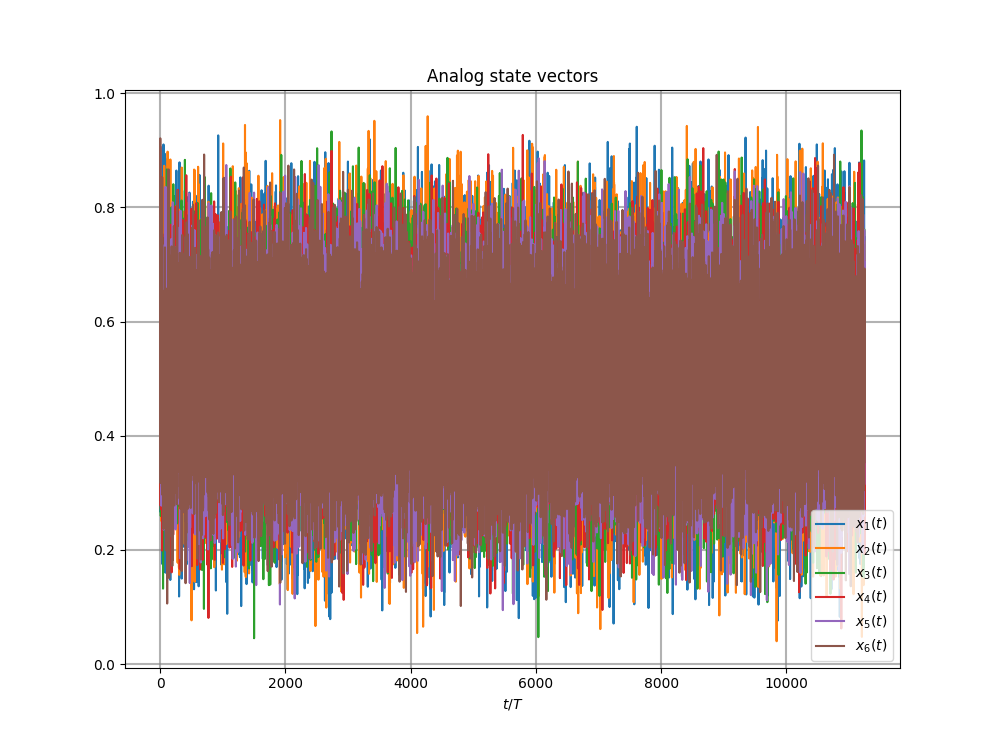 Analog state vectors
1.0
0.8
0.6
0.4
0.2
0.0
0 2000 4000 6000 8000 10000
t/T
x₁(t)
x₂(t)
x₃(t)
x₄(t)
x₅(t)
x₆(t)